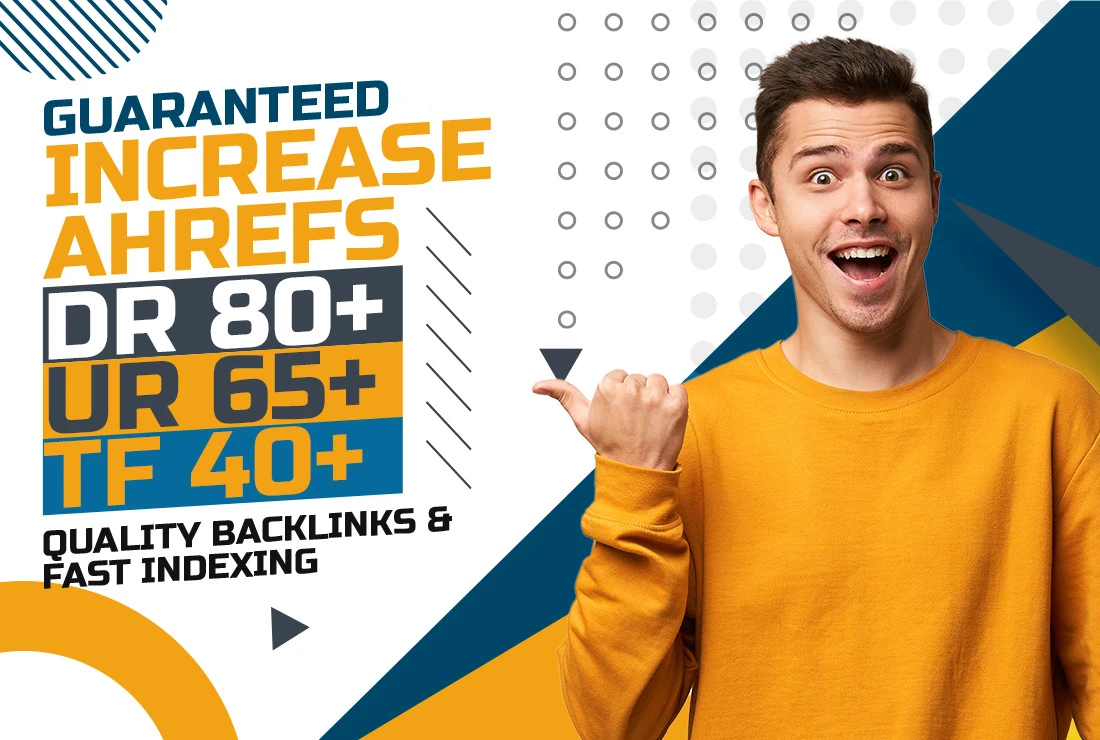 GUARANTEED
INCREASE
AHREFS
DR 80+
UR 65+
TF 40+
QUALITY BACKLINKS &
FAST INDEXING